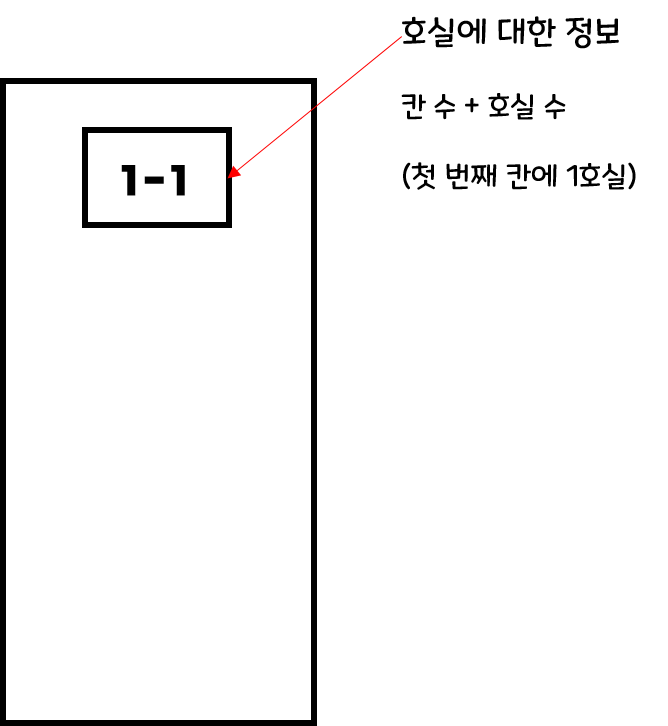 호실에 대한 정보
칸 수 + 호실 수
1-1
(첫 번째 칸에 1호실)